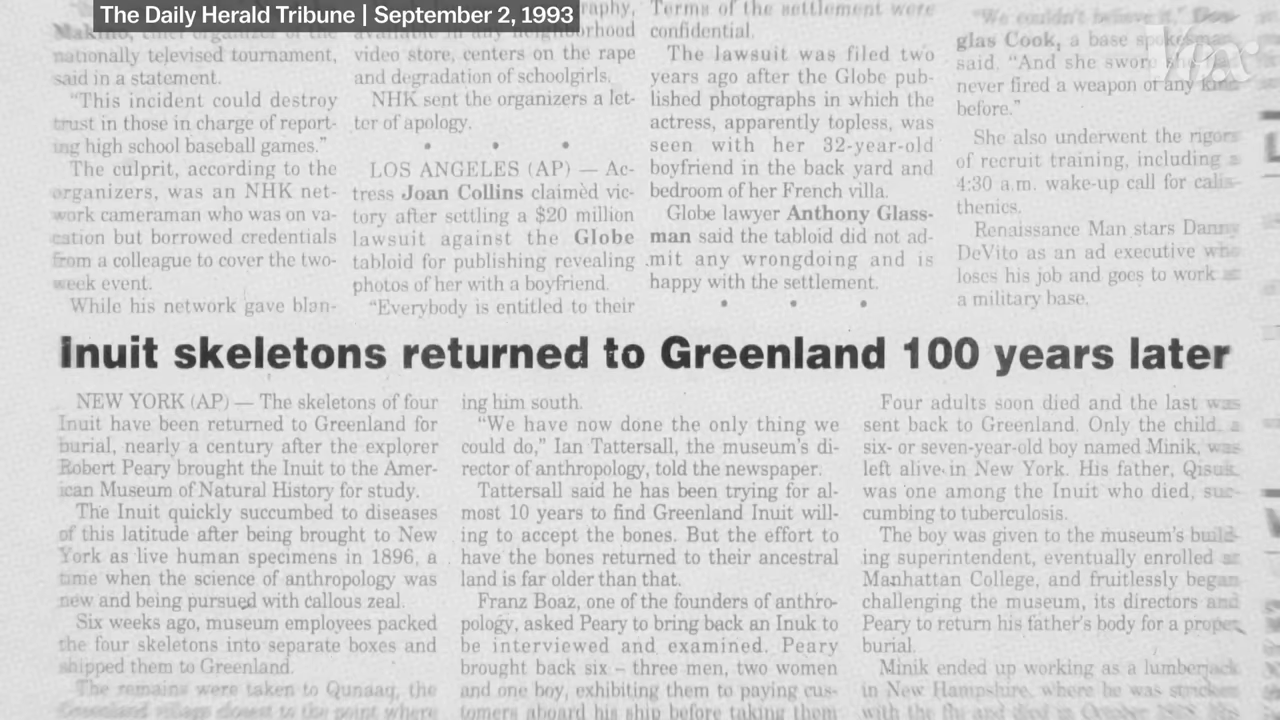 The Daily Herald Tribune | September 2, 1993
Vox
nationally televised tournament,
said in a statement.
"This incident could destroy
trust in those in charge of report-
ing high school baseball games."
The culprit, according to the
organizers, was an NHK net-
work cameraman who was on va-
cation but borrowed credentials
from a colleague to cover the two-
week event.
While his network gave blan-
video store, centers on the rape
and degradation of schoolgirls.
NHK sent the organizers a let-
ter of apology.
• • •
LOS ANGELES (AP) — Ac-
tress Joan Collins claimed vic-
tory after settling a $20 million
lawsuit against the Globe
tabloid for publishing revealing
photos of her with a boyfriend.
"Everybody is entitled to their
Terms of the settlement were
confidential.
The lawsuit was filed two
years ago after the Globe pub-
lished photographs in which the
actress, apparently topless, was
seen with her 32-year-old
boyfriend in the back yard and
bedroom of her French villa.
Globe lawyer Anthony Glass-
man said the tabloid did not ad-
mit any wrongdoing and is
happy with the settlement.
• • •
"We couldn't believe it," Dou-
glas Cook, a base spokesman,
said. "And she swore she had
never fired a weapon of any kind
before."
She also underwent the rigors
of recruit training, including a
4:30 a.m. wake-up call for calis-
thenics.
Renaissance Man stars Danny
DeVito as an ad executive who
loses his job and goes to work at
a military base.
Inuit skeletons returned to Greenland 100 years later
NEW YORK (AP) — The skeletons of four
Inuit have been returned to Greenland for
burial, nearly a century after the explorer
Robert Peary brought the Inuit to the Amer-
ican Museum of Natural History for study.
The Inuit quickly succumbed to diseases
of this latitude after being brought to New
York as live human specimens in 1896, a
time when the science of anthropology was
new and being pursued with callous zeal.
Six weeks ago, museum employees packed
the four skeletons into separate boxes and
shipped them to Greenland.
The remains were taken to Qunaaq, the
Greenland village closest to the point where
ing him south.
"We have now done the only thing we
could do," Ian Tattersall, the museum's di-
rector of anthropology, told the newspaper.
Tattersall said he has been trying for al-
most 10 years to find Greenland Inuit will-
ing to accept the bones. But the effort to
have the bones returned to their ancestral
land is far older than that.
Franz Boaz, one of the founders of anthro-
pology, asked Peary to bring back an Inuk to
be interviewed and examined. Peary
brought back six – three men, two women
and one boy, exhibiting them to paying cus-
tomers aboard his ship before taking them
Four adults soon died and the last was
sent back to Greenland. Only the child, a
six- or seven-year-old boy named Minik, was
left alive in New York. His father, Qisuk
was one among the Inuit who died, suc-
cumbing to tuberculosis.
The boy was given to the museum's build-
ing superintendent, eventually enrolled at
Manhattan College, and fruitlessly began
challenging the museum, its directors and
Peary to return his father's body for a proper
burial.
Minik ended up working as a lumberjack
in New Hampshire, where he was stricken
with the flu and died in October